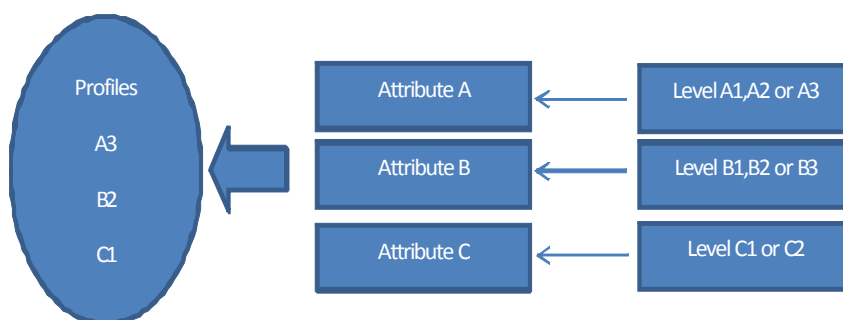 Profiles
A3
B2
C1
Attribute A
Level A1,A2 or A3
Attribute B
Level B1,B2 or B3
Attribute C
Level C1 or C2